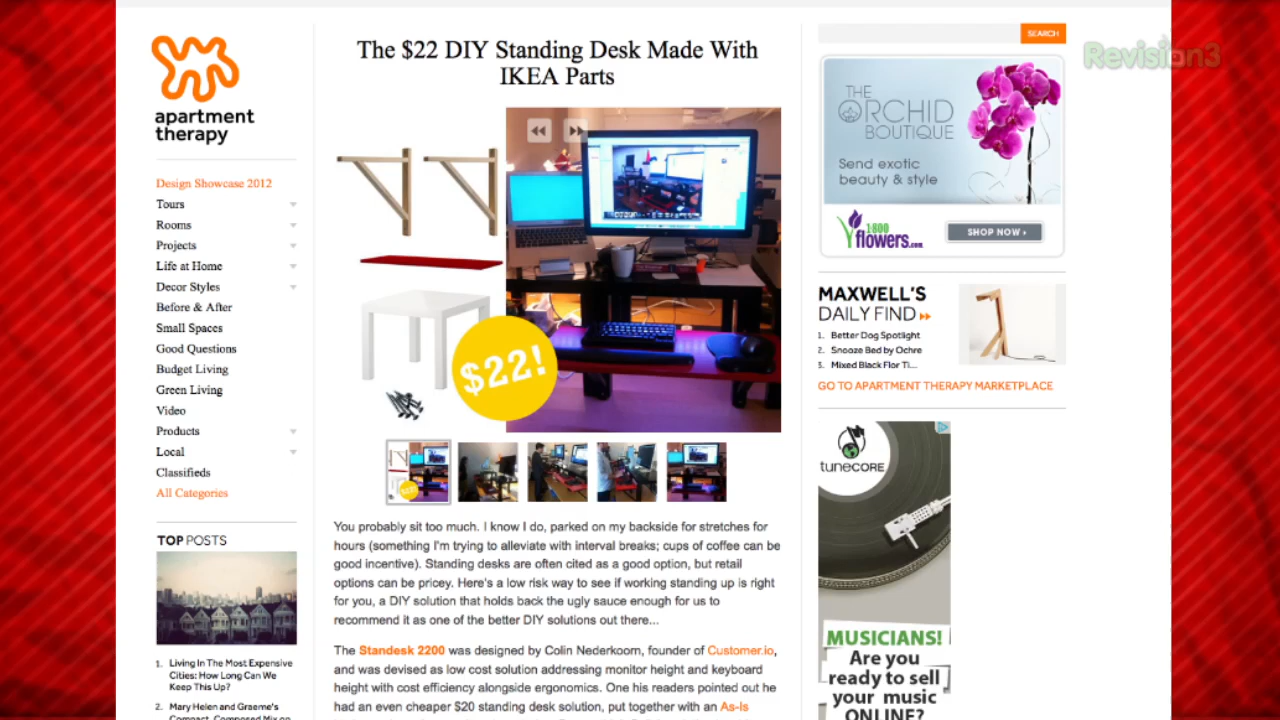 Revision3
apartment
therapy
Design Showcase 2012
Tours
Rooms
Projects
Life at Home
Decor Styles
Before & After
Small Spaces
Good Questions
Budget Living
Green Living
Video
Products
Local
Classifieds
All Categories
TOP POSTS
1. Living In The Most Expensive
Cities: How Long Can We
Keep This Up?
2. Mary Helen and Graeme's
Compact, Composed Mix on
The $22 DIY Standing Desk Made With
IKEA Parts
$22!
You probably sit too much. I know I do, parked on my backside for stretches for
hours (something I'm trying to alleviate with interval breaks; cups of coffee can be
good incentive). Standing desks are often cited as a good option, but retail
options can be pricey. Here's a low risk way to see if working standing up is right
for you, a DIY solution that holds back the ugly sauce enough for us to
recommend it as one of the better DIY solutions out there...
The Standesk 2200 was designed by Colin Nederkoorn, founder of Customer.io,
and was devised as low cost solution addressing monitor height and keyboard
height with cost efficiency alongside ergonomics. One his readers pointed out he
had an even cheaper $20 standing desk solution, put together with an As-Is
SEARCH
THE
ORCHID
BOUTIQUE
Send exotic
beauty & style
1·800
flowers.com
SHOP NOW ›
MAXWELL'S
DAILY FIND
1. Better Dog Spotlight
2. Snooze Bed by Ochre
3. Mixed Black Flor Ti...
GO TO APARTMENT THERAPY MARKETPLACE
TUNECORE
MUSICIANS!
Are you
ready to sell
your music
ONLINE?